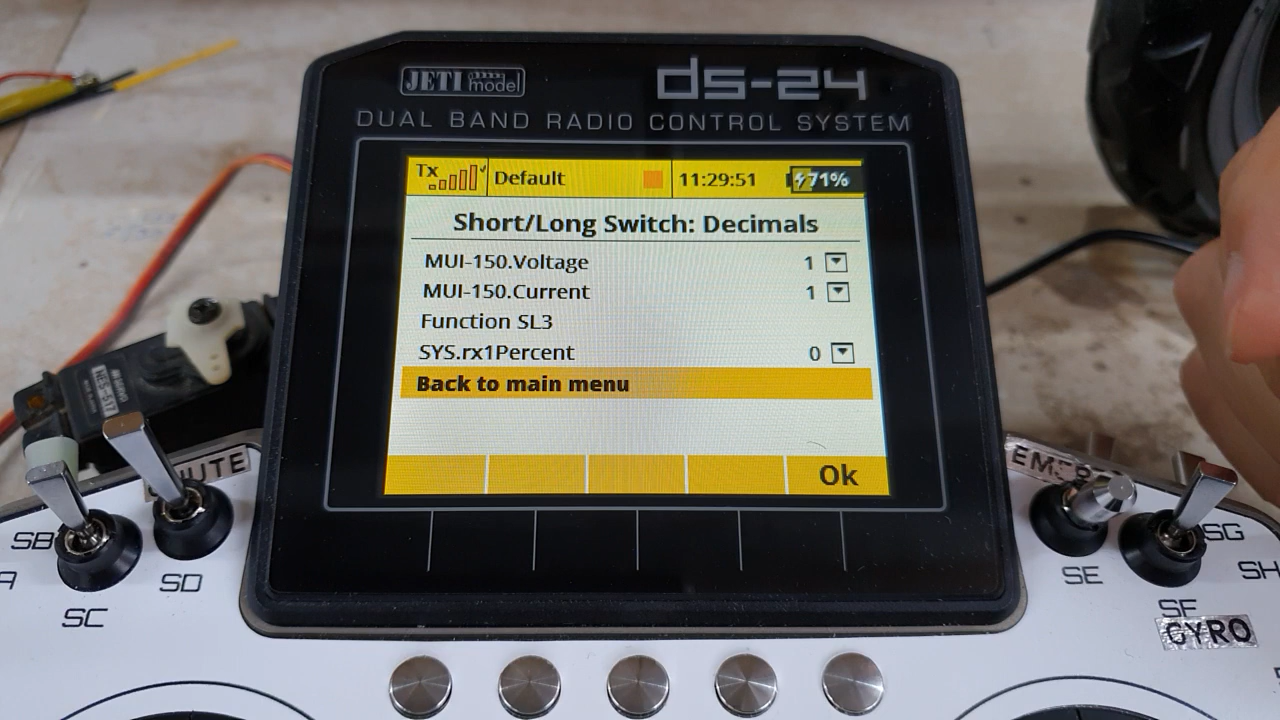 JETI model
ds-24
DUAL BAND RADIO CONTROL SYSTEM
Tx Default 11:29:51 71%
Short/Long Switch: Decimals
MUI-150.Voltage 1
MUI-150.Current 1
Function SL3
SYS.rx1Percent 0
Back to main menu
Ok
SB
SD
SC
SE
SG
SH
SF
GYRO